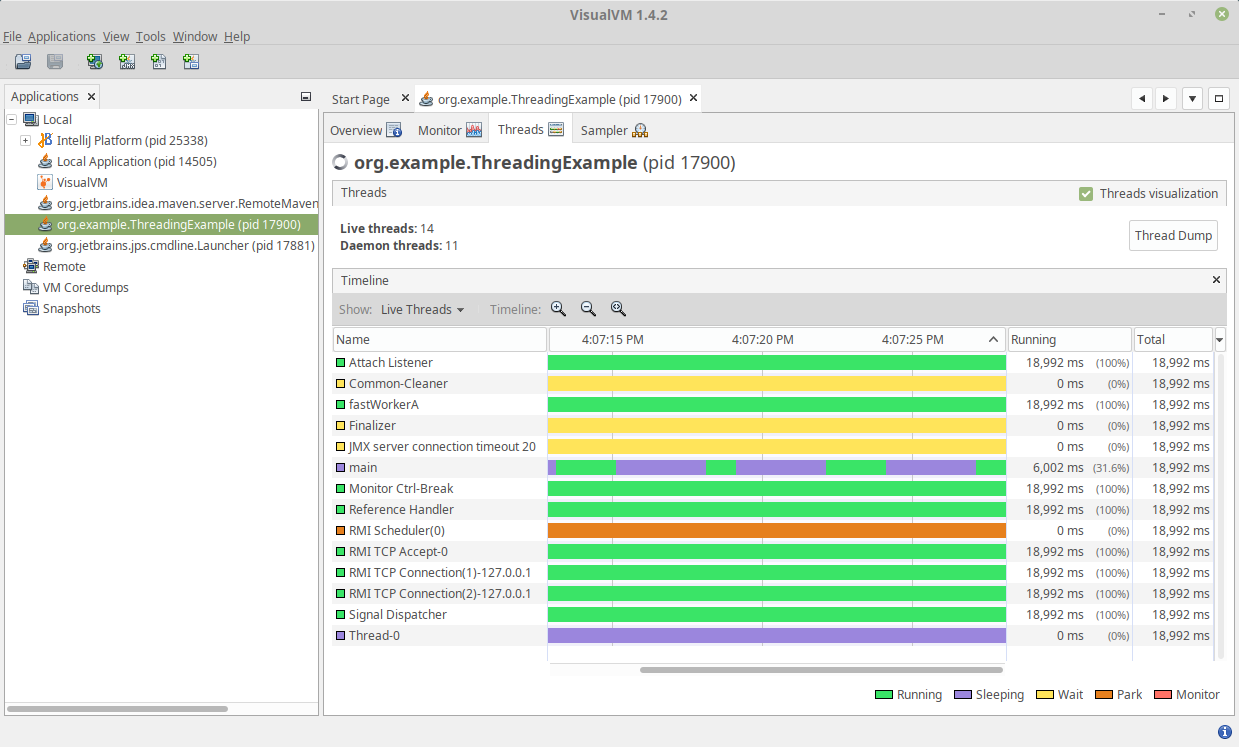 VisualVM 1.4.2
File Applications View Tools Window Help
Applications
Local
IntelliJ Platform (pid 25338)
Local Application (pid 14505)
VisualVM
org.jetbrains.idea.maven.server.RemoteMaven
org.example.ThreadingExample (pid 17900)
org.jetbrains.jps.cmdline.Launcher (pid 17881)
Remote
VM Coredumps
Snapshots
Start Page org.example.ThreadingExample (pid 17900)
Overview Monitor Threads Sampler
org.example.ThreadingExample (pid 17900)
Threads Threads visualization
Live threads: 14
Daemon threads: 11
Thread Dump
Timeline
Show: Live Threads Timeline:
Name 4:07:15 PM 4:07:20 PM 4:07:25 PM Running Total
Attach Listener 18,992 ms (100%) 18,992 ms
Common-Cleaner 0 ms (0%) 18,992 ms
fastWorkerA 18,992 ms (100%) 18,992 ms
Finalizer 0 ms (0%) 18,992 ms
JMX server connection timeout 20 0 ms (0%) 18,992 ms
main 6,002 ms (31.6%) 18,992 ms
Monitor Ctrl-Break 18,992 ms (100%) 18,992 ms
Reference Handler 18,992 ms (100%) 18,992 ms
RMI Scheduler(0) 0 ms (0%) 18,992 ms
RMI TCP Accept-0 18,992 ms (100%) 18,992 ms
RMI TCP Connection(1)-127.0.0.1 18,992 ms (100%) 18,992 ms
RMI TCP Connection(2)-127.0.0.1 18,992 ms (100%) 18,992 ms
Signal Dispatcher 18,992 ms (100%) 18,992 ms
Thread-0 0 ms (0%) 18,992 ms
Running Sleeping Wait Park Monitor